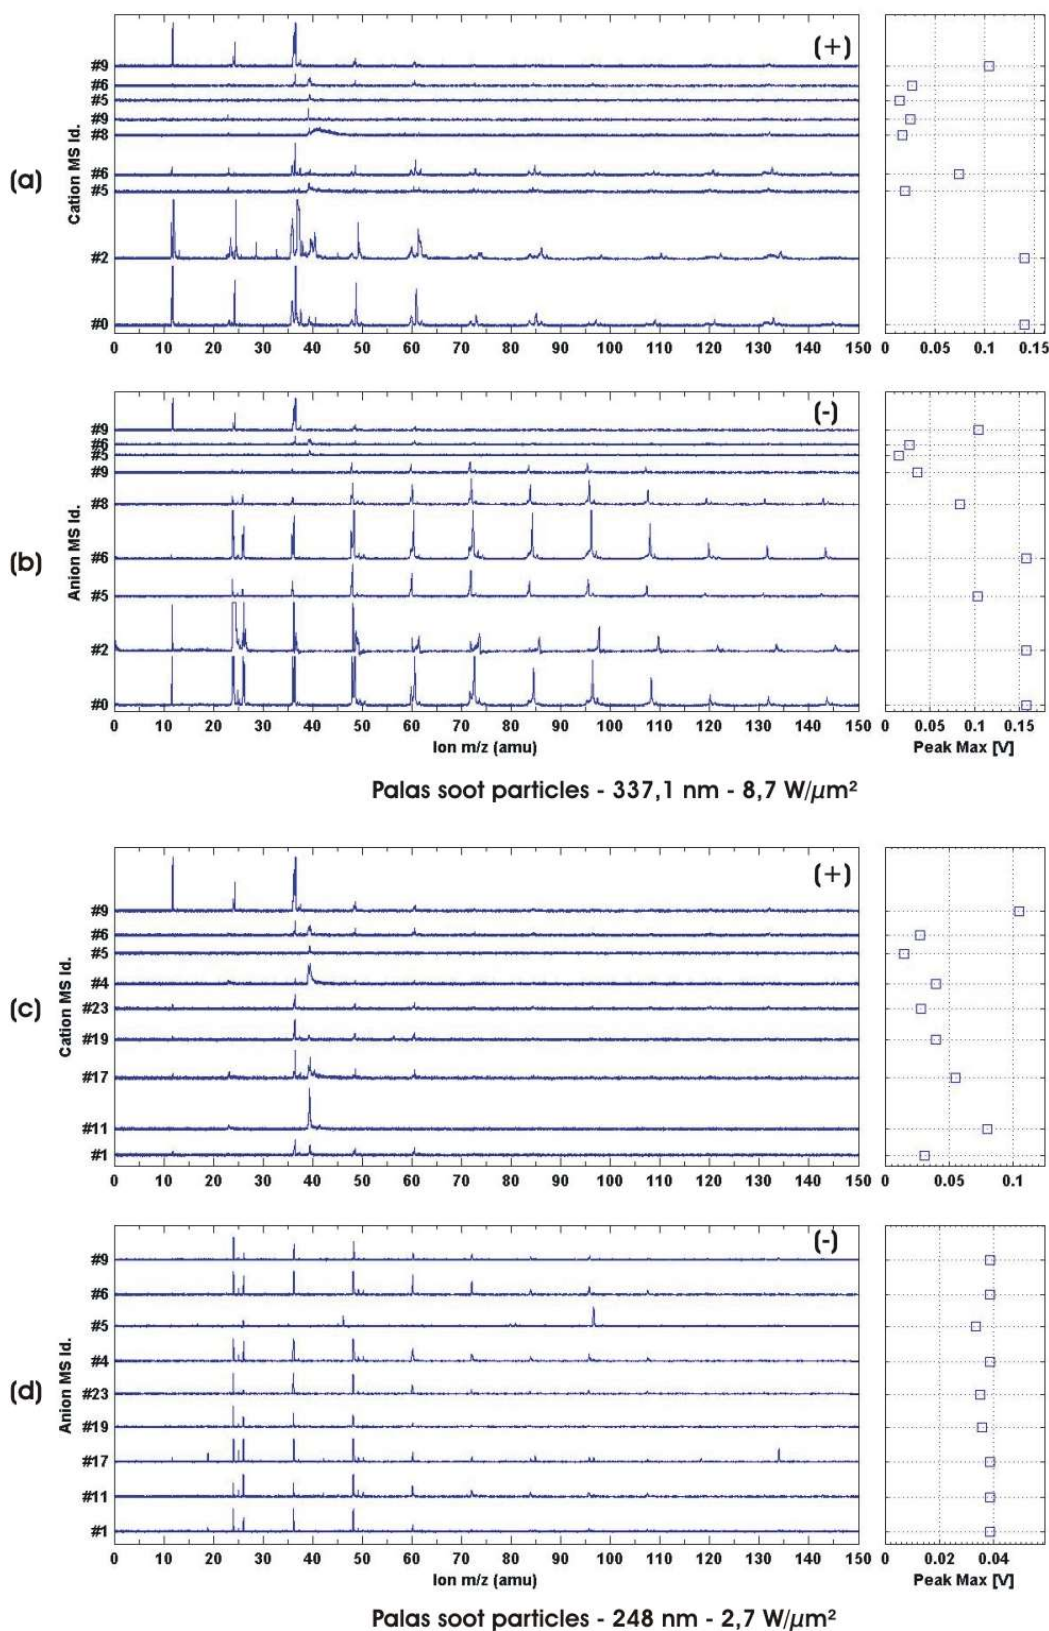 (a)
Cation MS Id.
(+)
#9
#6
#5
#9
#8
#6
#5
#2
#0
0 10 20 30 40 50 60 70 80 90 100 110 120 130 140 150
0 0.05 0.1 0.15
(b)
Anion MS Id.
(-)
#9
#6
#5
#9
#8
#6
#5
#2
#0
0 10 20 30 40 50 60 70 80 90 100 110 120 130 140 150
0 0.05 0.1 0.15
Ion m/z (amu)
Peak Max [V]
Palas soot particles - 337,1 nm - 8,7 W/µm²
(c)
Cation MS Id.
(+)
#9
#6
#5
#4
#23
#19
#17
#11
#1
0 10 20 30 40 50 60 70 80 90 100 110 120 130 140 150
0 0.05 0.1
(d)
Anion MS Id.
(-)
#9
#6
#5
#4
#23
#19
#17
#11
#1
0 10 20 30 40 50 60 70 80 90 100 110 120 130 140 150
0 0.02 0.04
Ion m/z (amu)
Peak Max [V]
Palas soot particles - 248 nm - 2,7 W/µm²